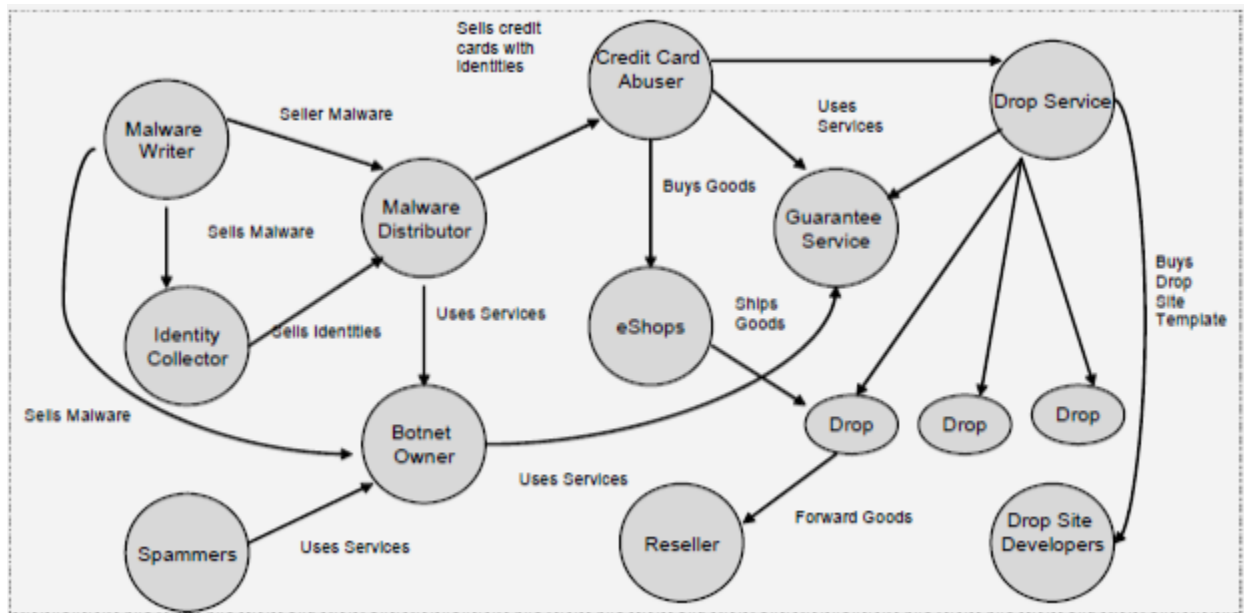 Sells credit
cards with
Identities
Credit Card
Abuser
Drop Service
Malware
Writer
Seller Malware
Uses
Services
Malware
Distributor
Buys Goods
Guarantee
Service
Sells Malware
Identity
Collector
Sells Identities
Uses Services
eShops
Ships
Goods
Buys
Drop
Site
Template
Sells Malware
Botnet
Owner
Drop
Drop
Drop
Uses Services
Spammers
Uses Services
Reseller
Forward Goods
Drop Site
Developers